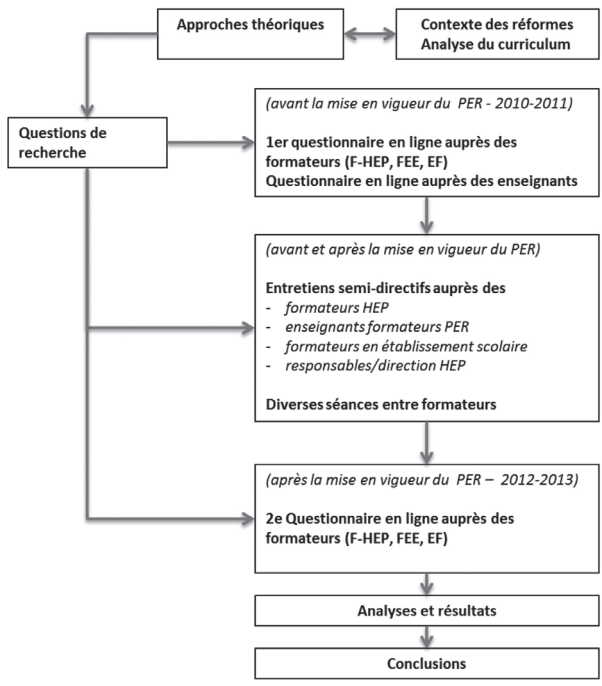 Approches théoriques
Contexte des réformes
Analyse du curriculum
Questions de
recherche
(avant la mise en vigueur du PER - 2010-2011)
1er questionnaire en ligne auprès des
formateurs (F-HEP, FEE, EF)
Questionnaire en ligne auprès des enseignants
(avant et après la mise en vigueur du PER)
Entretiens semi-directifs auprès des
- formateurs HEP
- enseignants formateurs PER
- formateurs en établissement scolaire
- responsables/direction HEP
Diverses séances entre formateurs
(après la mise en vigueur du PER – 2012-2013)
2e Questionnaire en ligne auprès des
formateurs (F-HEP, FEE, EF)
Analyses et résultats
Conclusions